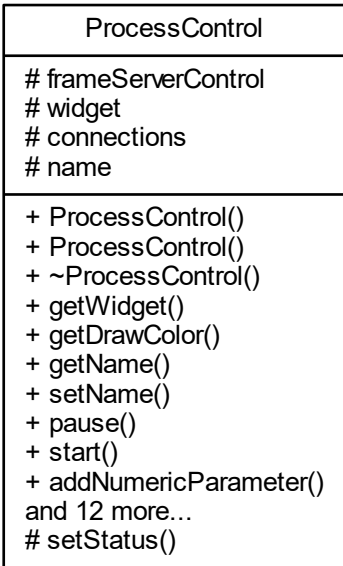 ProcessControl
# frameServerControl
# widget
# connections
# name
+ ProcessControl()
+ ProcessControl()
+ ~ProcessControl()
+ getWidget()
+ getDrawColor()
+ getName()
+ setName()
+ pause()
+ start()
+ addNumericParameter()
and 12 more...
# setStatus()